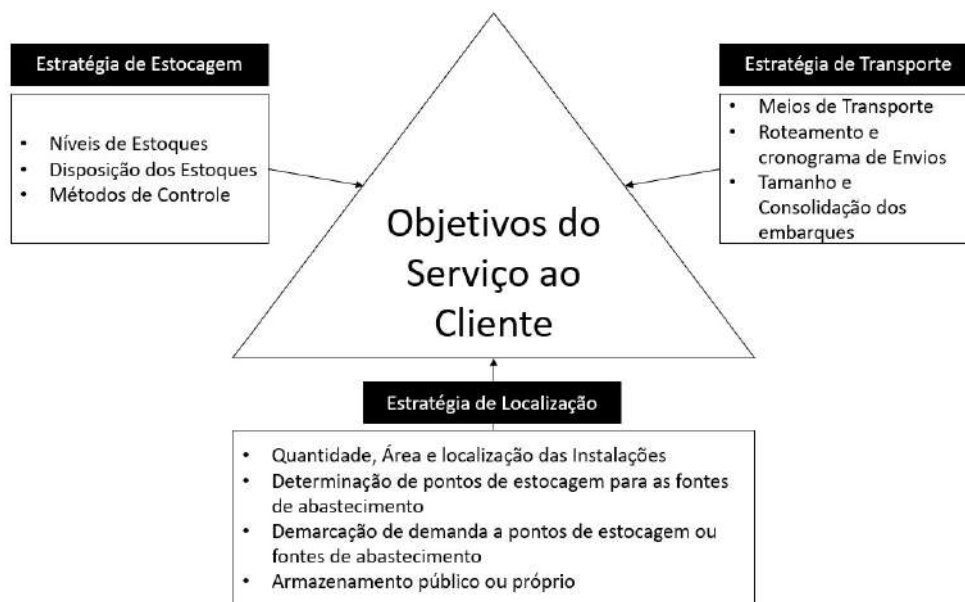 Estratégia de Estocagem
• Níveis de Estoques
• Disposição dos Estoques
• Métodos de Controle
Estratégia de Transporte
• Meios de Transporte
• Roteamento e
cronograma de Envios
• Tamanho e
Consolidação dos
embarques
Objetivos do
Serviço ao
Cliente
Estratégia de Localização
• Quantidade, Área e localização das Instalações
• Determinação de pontos de estocagem para as fontes
de abastecimento
• Demarcação de demanda a pontos de estocagem ou
fontes de abastecimento
• Armazenamento público ou próprio